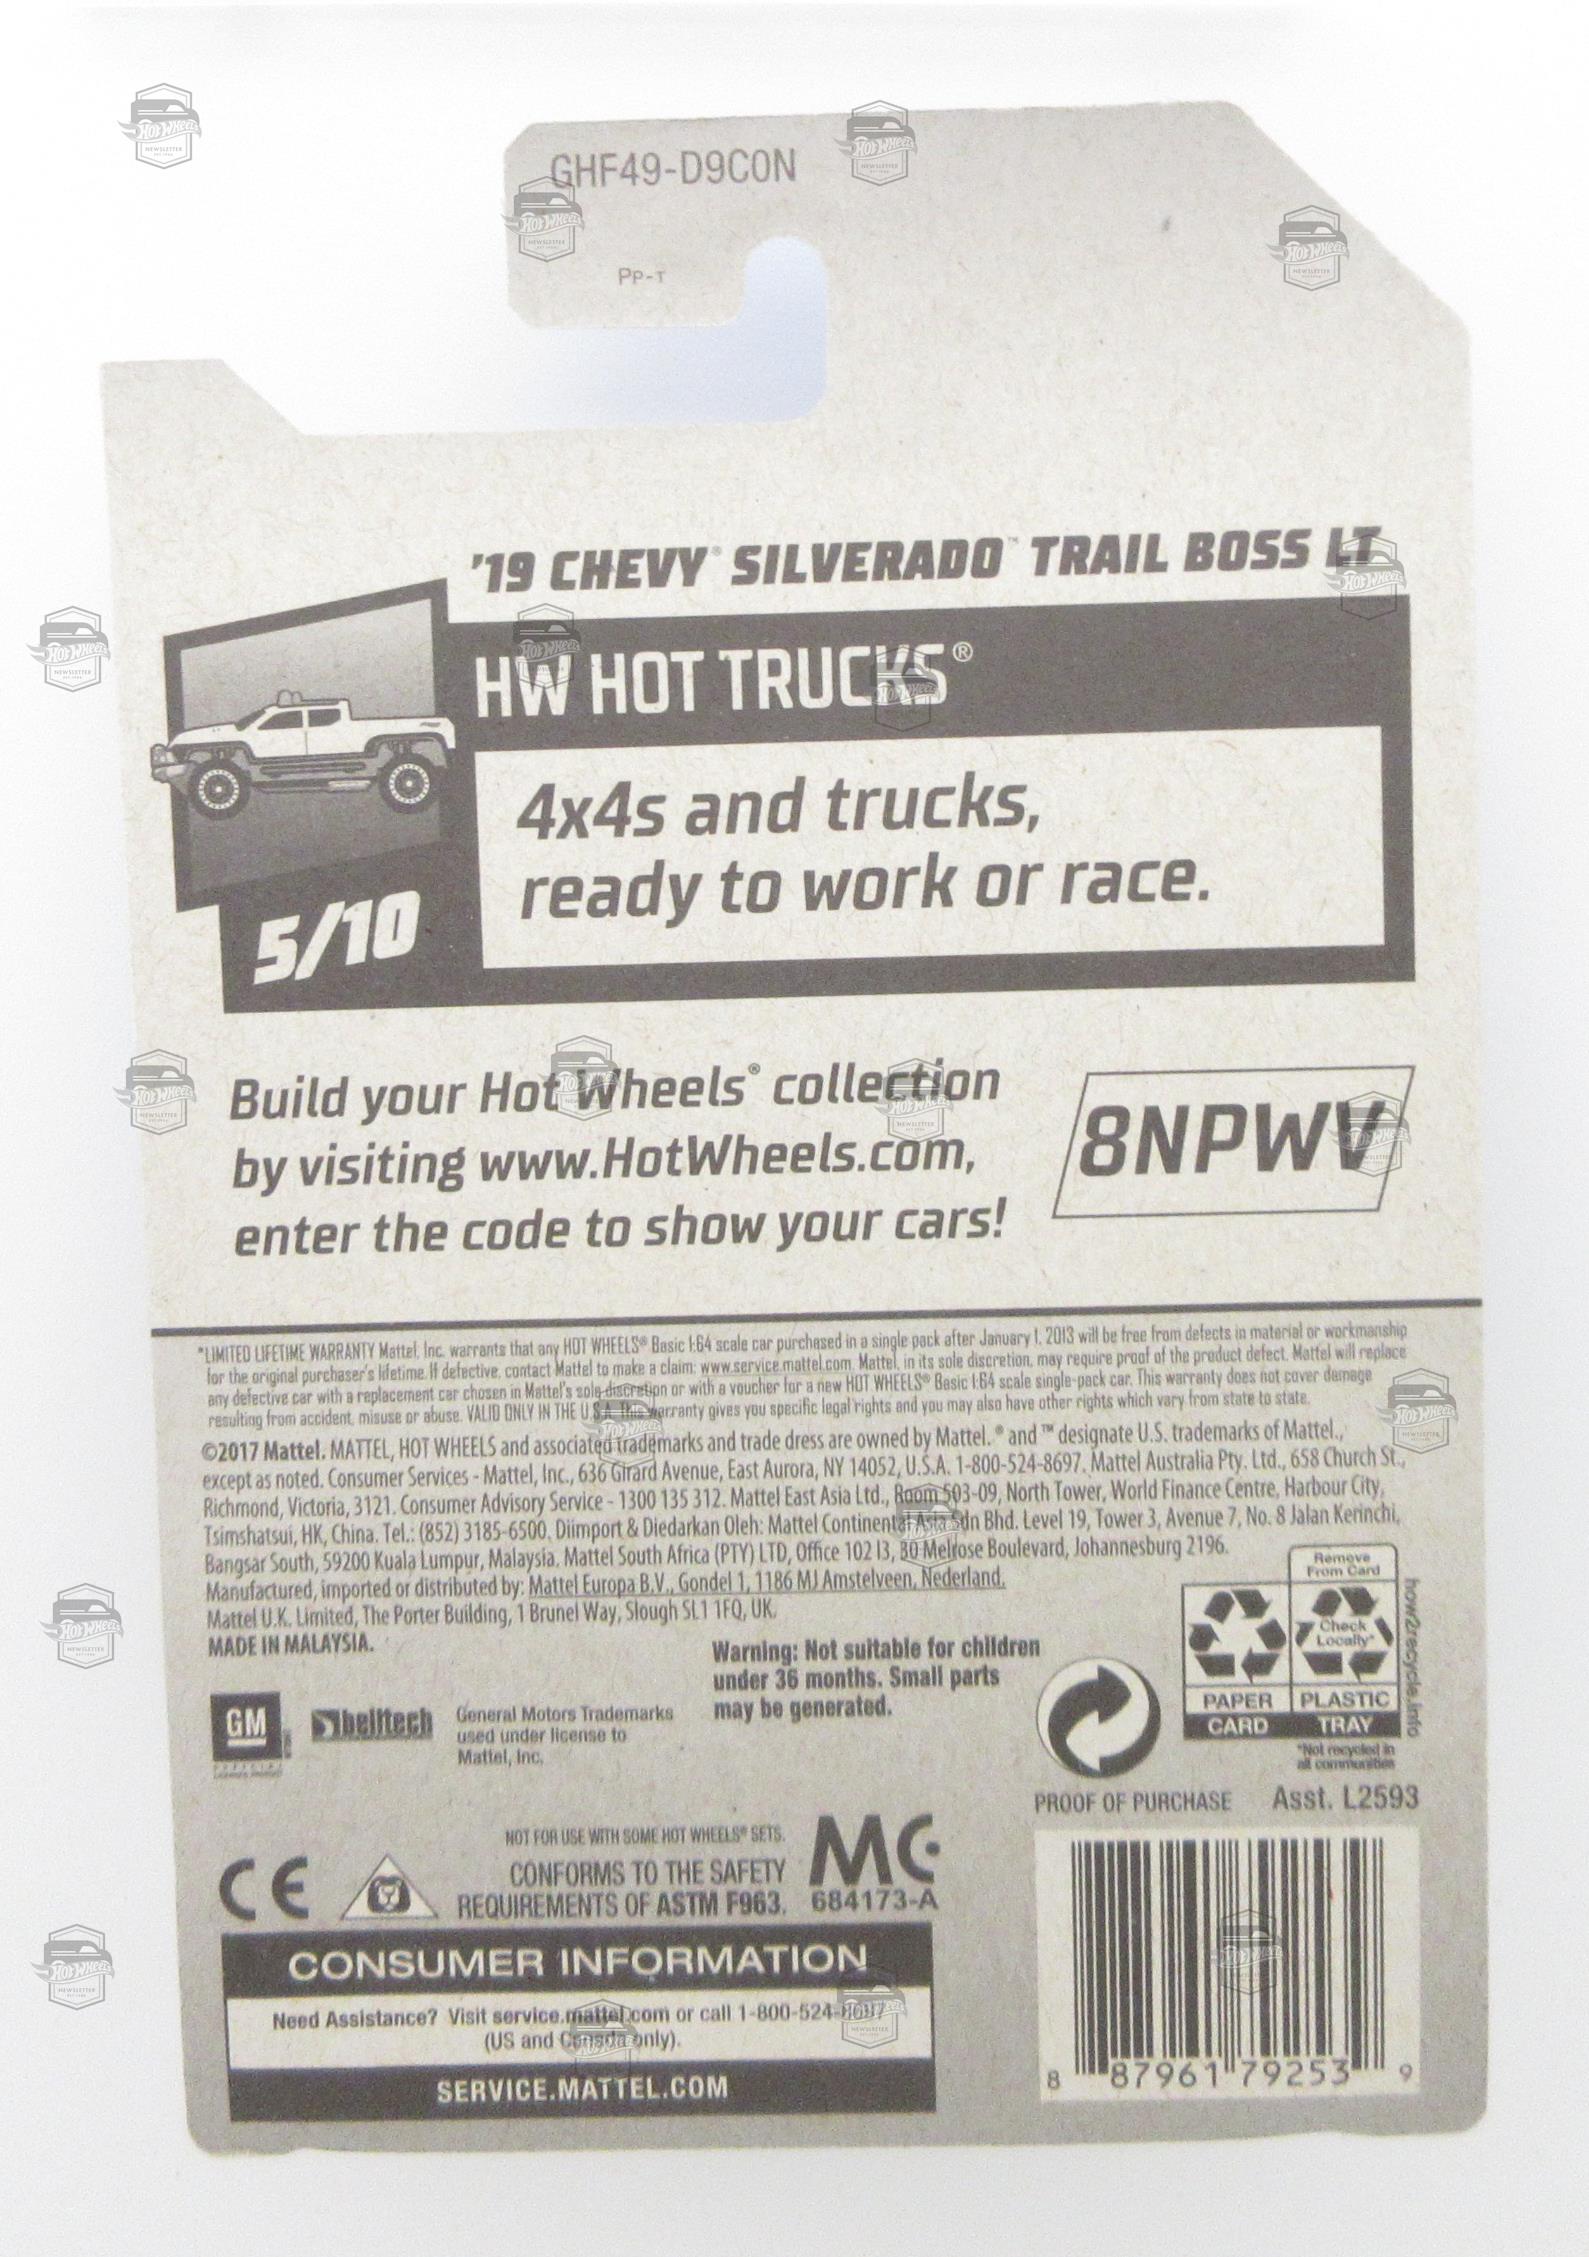 GHF49-D9C0N
PP-T
'19 CHEVY® SILVERADO™ TRAIL BOSS LT
HW HOT TRUCKS®
4x4s and trucks,
ready to work or race.
5/10
Build your Hot Wheels® collection
by visiting www.HotWheels.com,
enter the code to show your cars!
8NPWV
*LIMITED LIFETIME WARRANTY Mattel, Inc. warrants that any HOT WHEELS® Basic 1:64 scale car purchased in a single pack after January 1, 2013 will be free from defects in material or workmanship
for the original purchaser's lifetime. If defective, contact Mattel to make a claim: www.service.mattel.com. Mattel, in its sole discretion, may require proof of the product defect. Mattel will replace
any defective car with a replacement car chosen in Mattel's sole discretion or with a voucher for a new HOT WHEELS® Basic 1:64 scale single-pack car. This warranty does not cover damage
resulting from accident, misuse or abuse. VALID ONLY IN THE U.S.A. This warranty gives you specific legal rights and you may also have other rights which vary from state to state.
©2017 Mattel. MATTEL, HOT WHEELS and associated trademarks and trade dress are owned by Mattel. ® and ™ designate U.S. trademarks of Mattel.,
except as noted. Consumer Services - Mattel, Inc., 636 Girard Avenue, East Aurora, NY 14052, U.S.A. 1-800-524-8697. Mattel Australia Pty. Ltd., 658 Church St.,
Richmond, Victoria, 3121. Consumer Advisory Service - 1300 135 312. Mattel East Asia Ltd., Room 503-09, North Tower, World Finance Centre, Harbour City,
Tsimshatsui, HK, China. Tel.: (852) 3185-6500. Diimport & Diedarkan Oleh: Mattel Continental Asia Sdn Bhd. Level 19, Tower 3, Avenue 7, No. 8 Jalan Kerinchi,
Bangsar South, 59200 Kuala Lumpur, Malaysia. Mattel South Africa (PTY) LTD, Office 102 I3, 30 Melrose Boulevard, Johannesburg 2196.
Manufactured, imported or distributed by: Mattel Europa B.V., Gondel 1, 1186 MJ Amstelveen, Nederland.
Mattel U.K. Limited, The Porter Building, 1 Brunel Way, Slough SL1 1FQ, UK.
MADE IN MALAYSIA.
Warning: Not suitable for children
under 36 months. Small parts
may be generated.
GM
belltech
General Motors Trademarks
used under license to
Mattel, Inc.
Remove
From Card
Check
Locally*
PAPER
PLASTIC
CARD
TRAY
how2recycle.info
*Not recycled in
all communities
PROOF OF PURCHASE
Asst. L2593
NOT FOR USE WITH SOME HOT WHEELS® SETS.
CE
CONFORMS TO THE SAFETY
REQUIREMENTS OF ASTM F963.
MC
684173-A
CONSUMER INFORMATION
Need Assistance? Visit service.mattel.com or call 1-800-524-8697
(US and Canada only).
SERVICE.MATTEL.COM
8 87961 79253 9
Hot Wheels
NEWSLETTER